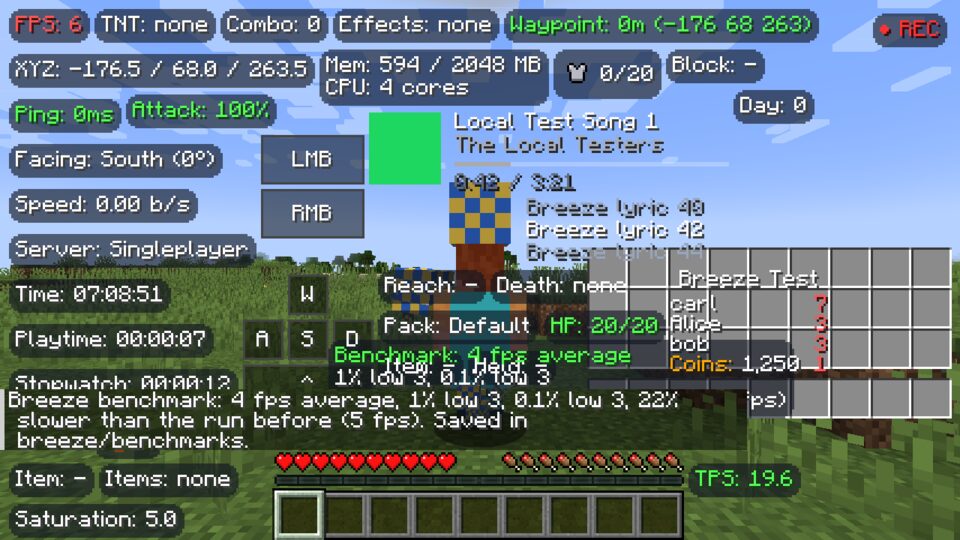 FPS: 6
TNT: none
Combo: 0
Effects: none
Waypoint: 0m (-176 68 263)
REC
XYZ: -176.5 / 68.0 / 263.5
Mem: 594 / 2048 MB
CPU: 4 cores
0/20
Block: -
Ping: 0ms
Attack: 100%
Day: 0
Local Test Song 1
The Local Testers
0:42 / 3:21
Facing: South (0°)
LMB
RMB
Speed: 0.00 b/s
Breeze lyric 40
Breeze lyric 42
Breeze lyric 44
Server: Singleplayer
Breeze Test
Time: 07:08:51
W
Reach: -
Death: none
carl 7
Alice 3
bob 3
Coins: 1,250 1
Pack: Default
HP: 20/20
Playtime: 00:00:07
A
S
D
Benchmark: 4 fps average
1% low 3, 0.1% low 3
Stopwatch: 00:00:12
Breeze benchmark: 4 fps average, 1% low 3, 0.1% low 3, 22%
slower than the run before (5 fps). Saved in
breeze/benchmarks.
Item: -
Items: none
TPS: 19.6
Saturation: 5.0